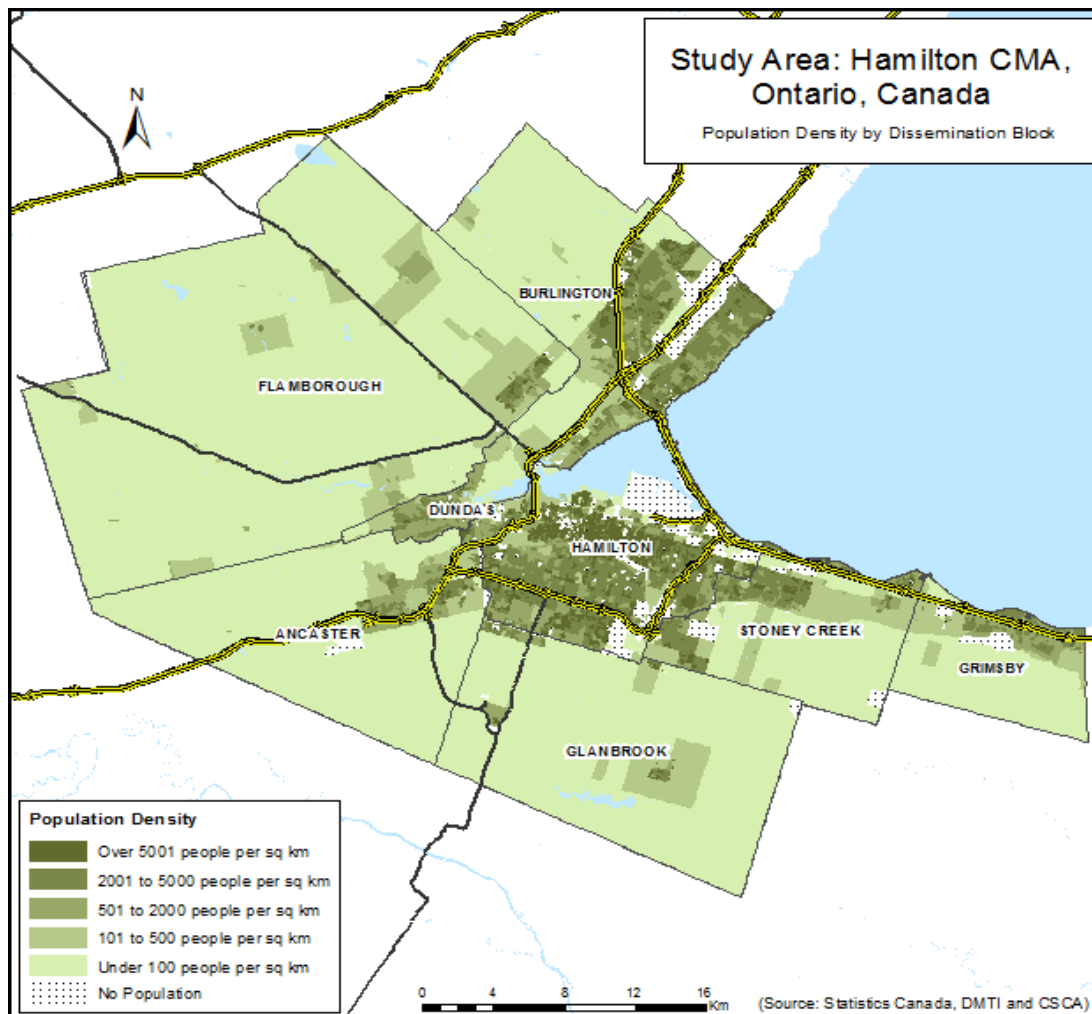 Study Area: Hamilton CMA,
Ontario, Canada
Population Density by Dissemination Block
N
BURLINGTON
FLAMBOROUGH
DUNDA'S
HAMILTON
ANCASTER
STONEY CREEK
GRIMSBY
GLANBROOK
Population Density
Over 5001 people per sq km
2001 to 5000 people per sq km
501 to 2000 people per sq km
101 to 500 people per sq km
Under 100 people per sq km
No Population
0 2 4 8 12 16
Km
(Source: Statistics Canada, DMTI and CSCA)